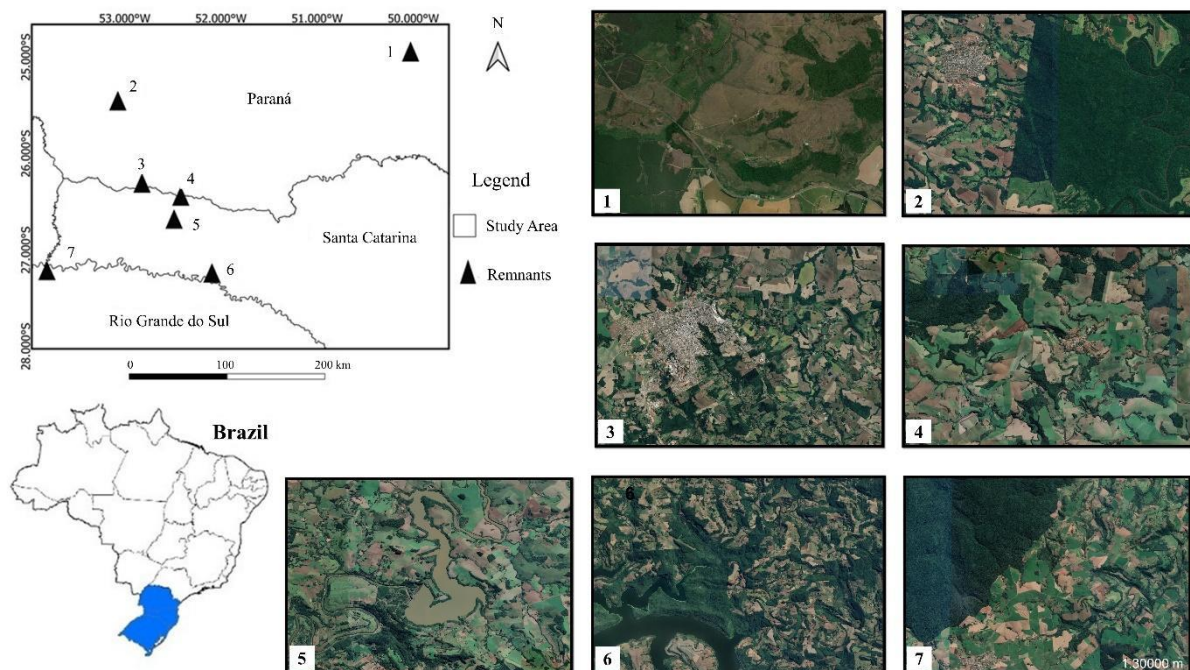 53.000°W 52.000°W 51.000°W 50.000°W
25.000°S
26.000°S
27.000°S
28.000°S
1
N
2
Paraná
3
4
5
Santa Catarina
7
6
Rio Grande do Sul
0 100 200 km
Legend
Study Area
Remnants
Brazil
1
2
3
4
5
6
6
7
1:30000 m